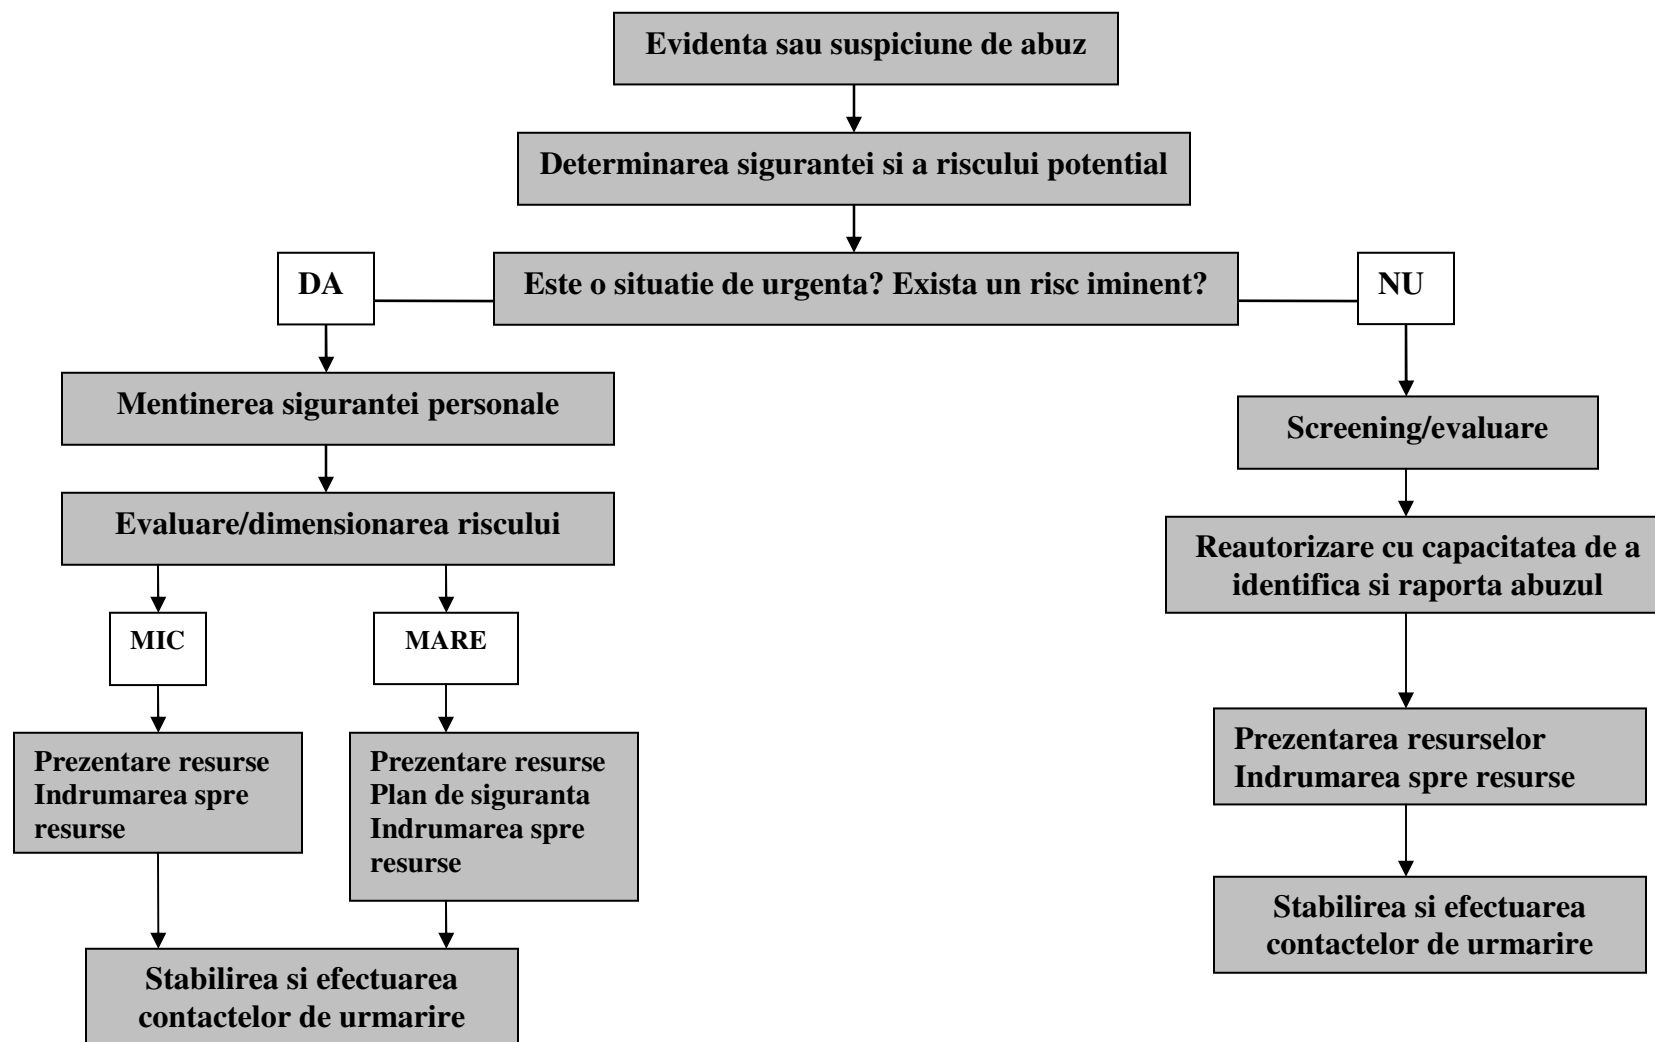 Evidenta sau suspiciune de abuz
Determinarea sigurantei si a riscului potential
DA
Este o situatie de urgenta? Exista un risc iminent?
NU
Mentinerea sigurantei personale
Screening/evaluare
Evaluare/dimensionarea riscului
Reautorizare cu capacitatea de a
identifica si raporta abuzul
MIC
MARE
Prezentare resurse
Indrumarea spre
resurse
Prezentare resurse
Plan de siguranta
Indrumarea spre
resurse
Prezentarea resurselor
Indrumarea spre resurse
Stabilirea si efectuarea
contactelor de urmarire
Stabilirea si efectuarea
contactelor de urmarire